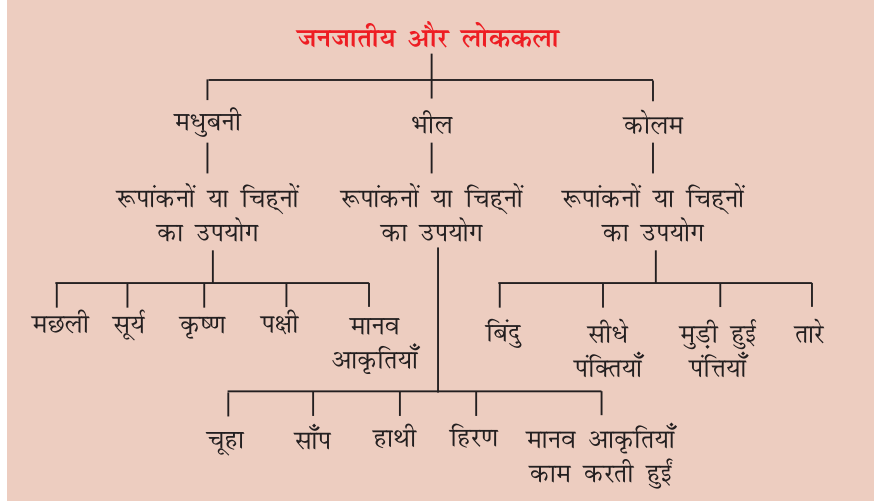 जनजातीय और लोककला
मधुबनी
भील
कोलम
रूपांकनों या चिह्नों
का उपयोग
रूपांकनों या चिह्नों
का उपयोग
रूपांकनों या चिह्नों
का उपयोग
मछली
सूर्य
कृष्ण
पक्षी
मानव
आकृतियाँ
बिंदु
सीधे
पंक्तियाँ
मुड़ी हुई
पंत्तियाँ
तारे
चूहा
साँप
हाथी
हिरण
मानव आकृतियाँ
काम करती हुईं